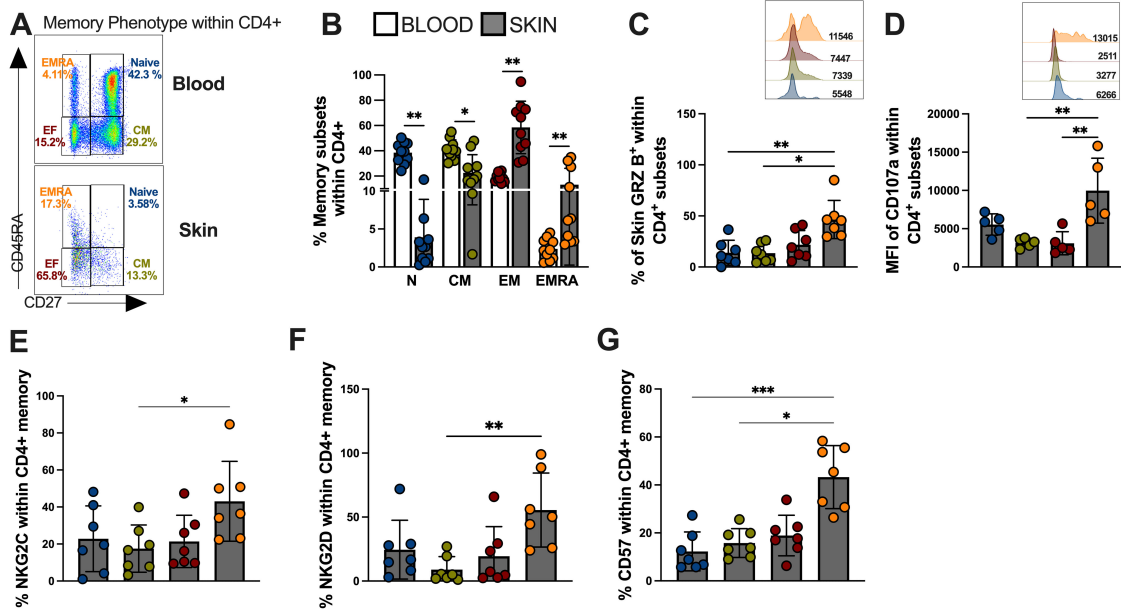 A
Memory Phenotype within CD4+
EMRA
4.11%
Naive
42.3 %
Blood
EF
15.2%
CM
29.2%
EMRA
17.3%
Naive
3.58%
Skin
EF
65.8%
CM
13.3%
CD45RA
CD27
B
BLOOD
SKIN
% Memory subsets
within CD4+
100
80
60
40
20
10
5
0
**
*
**
**
N
CM
EM
EMRA
C
11546
7447
7339
5548
% of Skin GRZ B+ within
CD4+ subsets
150
100
50
0
**
*
D
13015
2511
3277
6266
MFI of CD107a within
CD4+ subsets
20000
15000
10000
5000
0
**
**
E
% NKG2C within CD4+ memory
100
80
60
40
20
0
*
F
% NKG2D within CD4+ memory
150
100
50
0
**
G
% CD57 within CD4+ memory
80
60
40
20
0
***
*